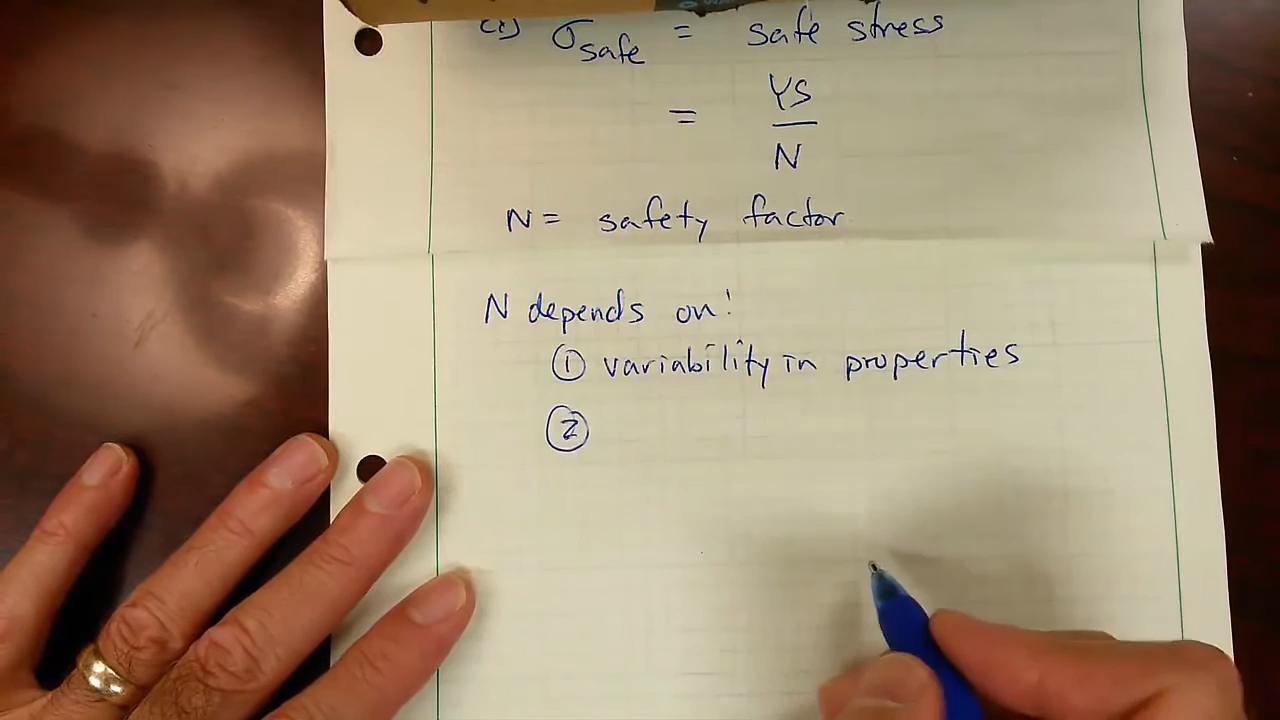 σsafe = safe stress
= YS
N
N = safety factor
N depends on:
① variability in properties
②